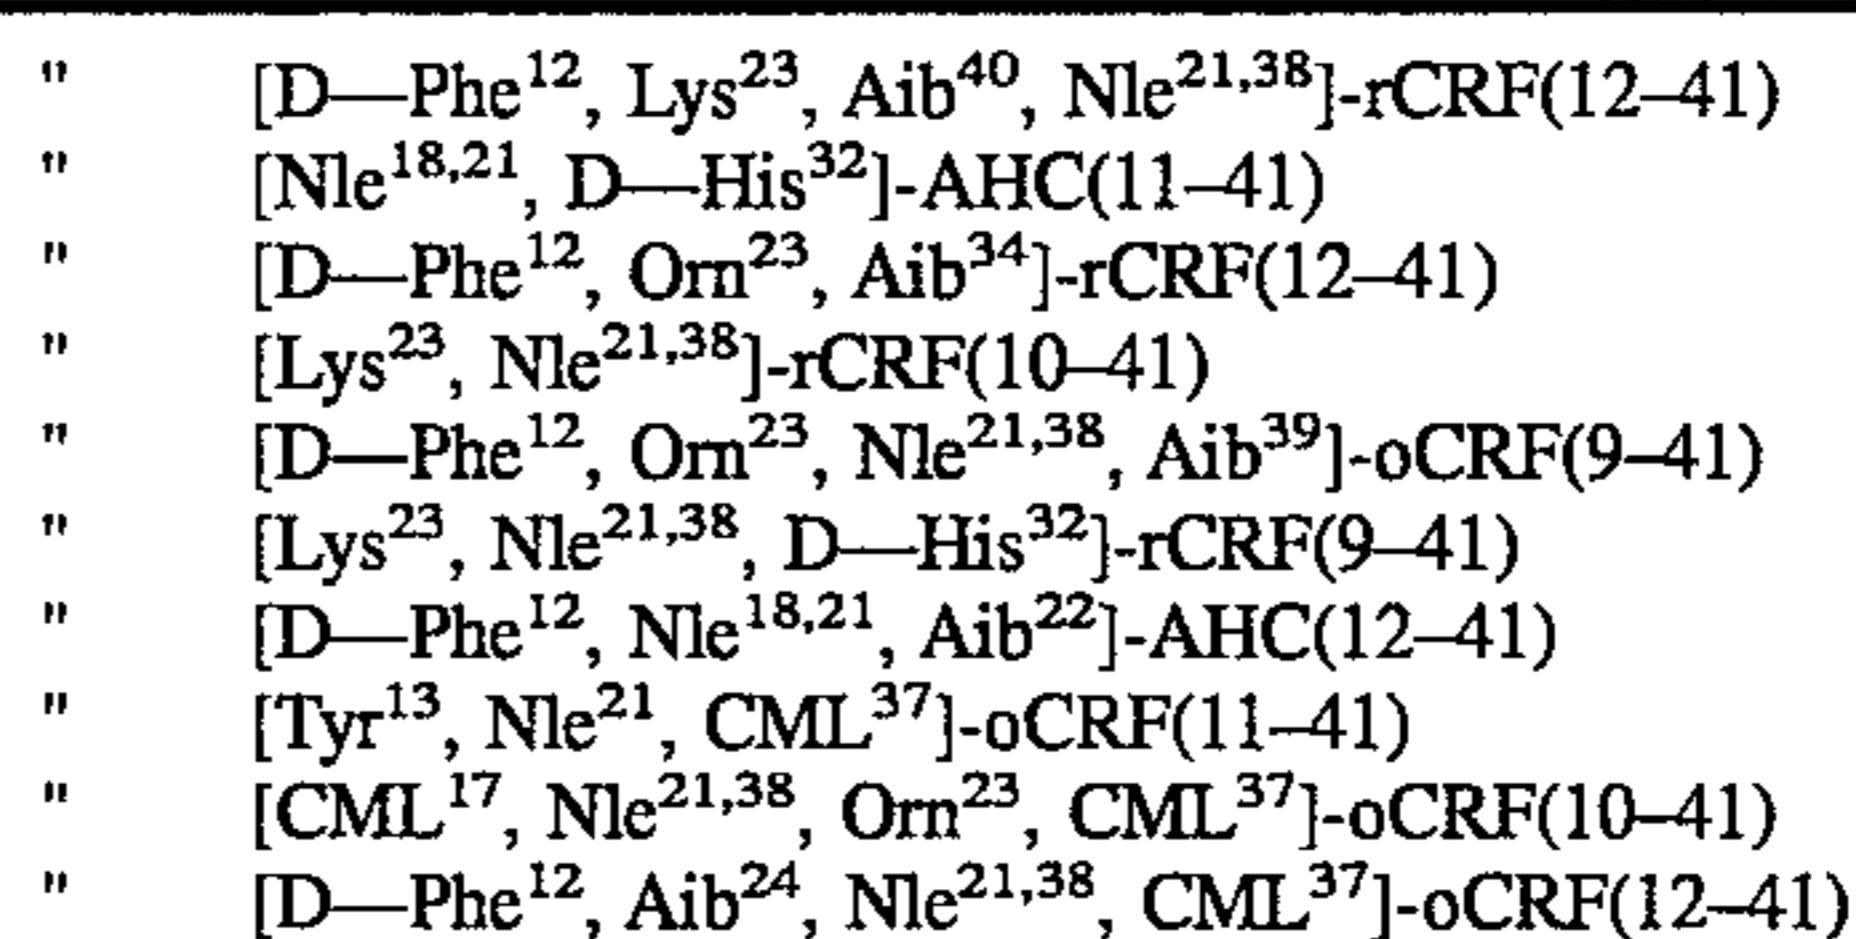 " [D—Phe¹², Lys²³, Aib⁴⁰, Nle²¹,³⁸]-rCRF(12–41)
" [Nle¹⁸,²¹, D—His³²]-AHC(11–41)
" [D—Phe¹², Orn²³, Aib³⁴]-rCRF(12–41)
" [Lys²³, Nle²¹,³⁸]-rCRF(10–41)
" [D—Phe¹², Orn²³, Nle²¹,³⁸, Aib³⁹]-oCRF(9–41)
" [Lys²³, Nle²¹,³⁸, D—His³²]-rCRF(9–41)
" [D—Phe¹², Nle¹⁸,²¹, Aib²²]-AHC(12–41)
" [Tyr¹³, Nle²¹, CML³⁷]-oCRF(11–41)
" [CML¹⁷, Nle²¹,³⁸, Orn²³, CML³⁷]-oCRF(10–41)
" [D—Phe¹², Aib²⁴, Nle²¹,³⁸, CML³⁷]-oCRF(12–41)